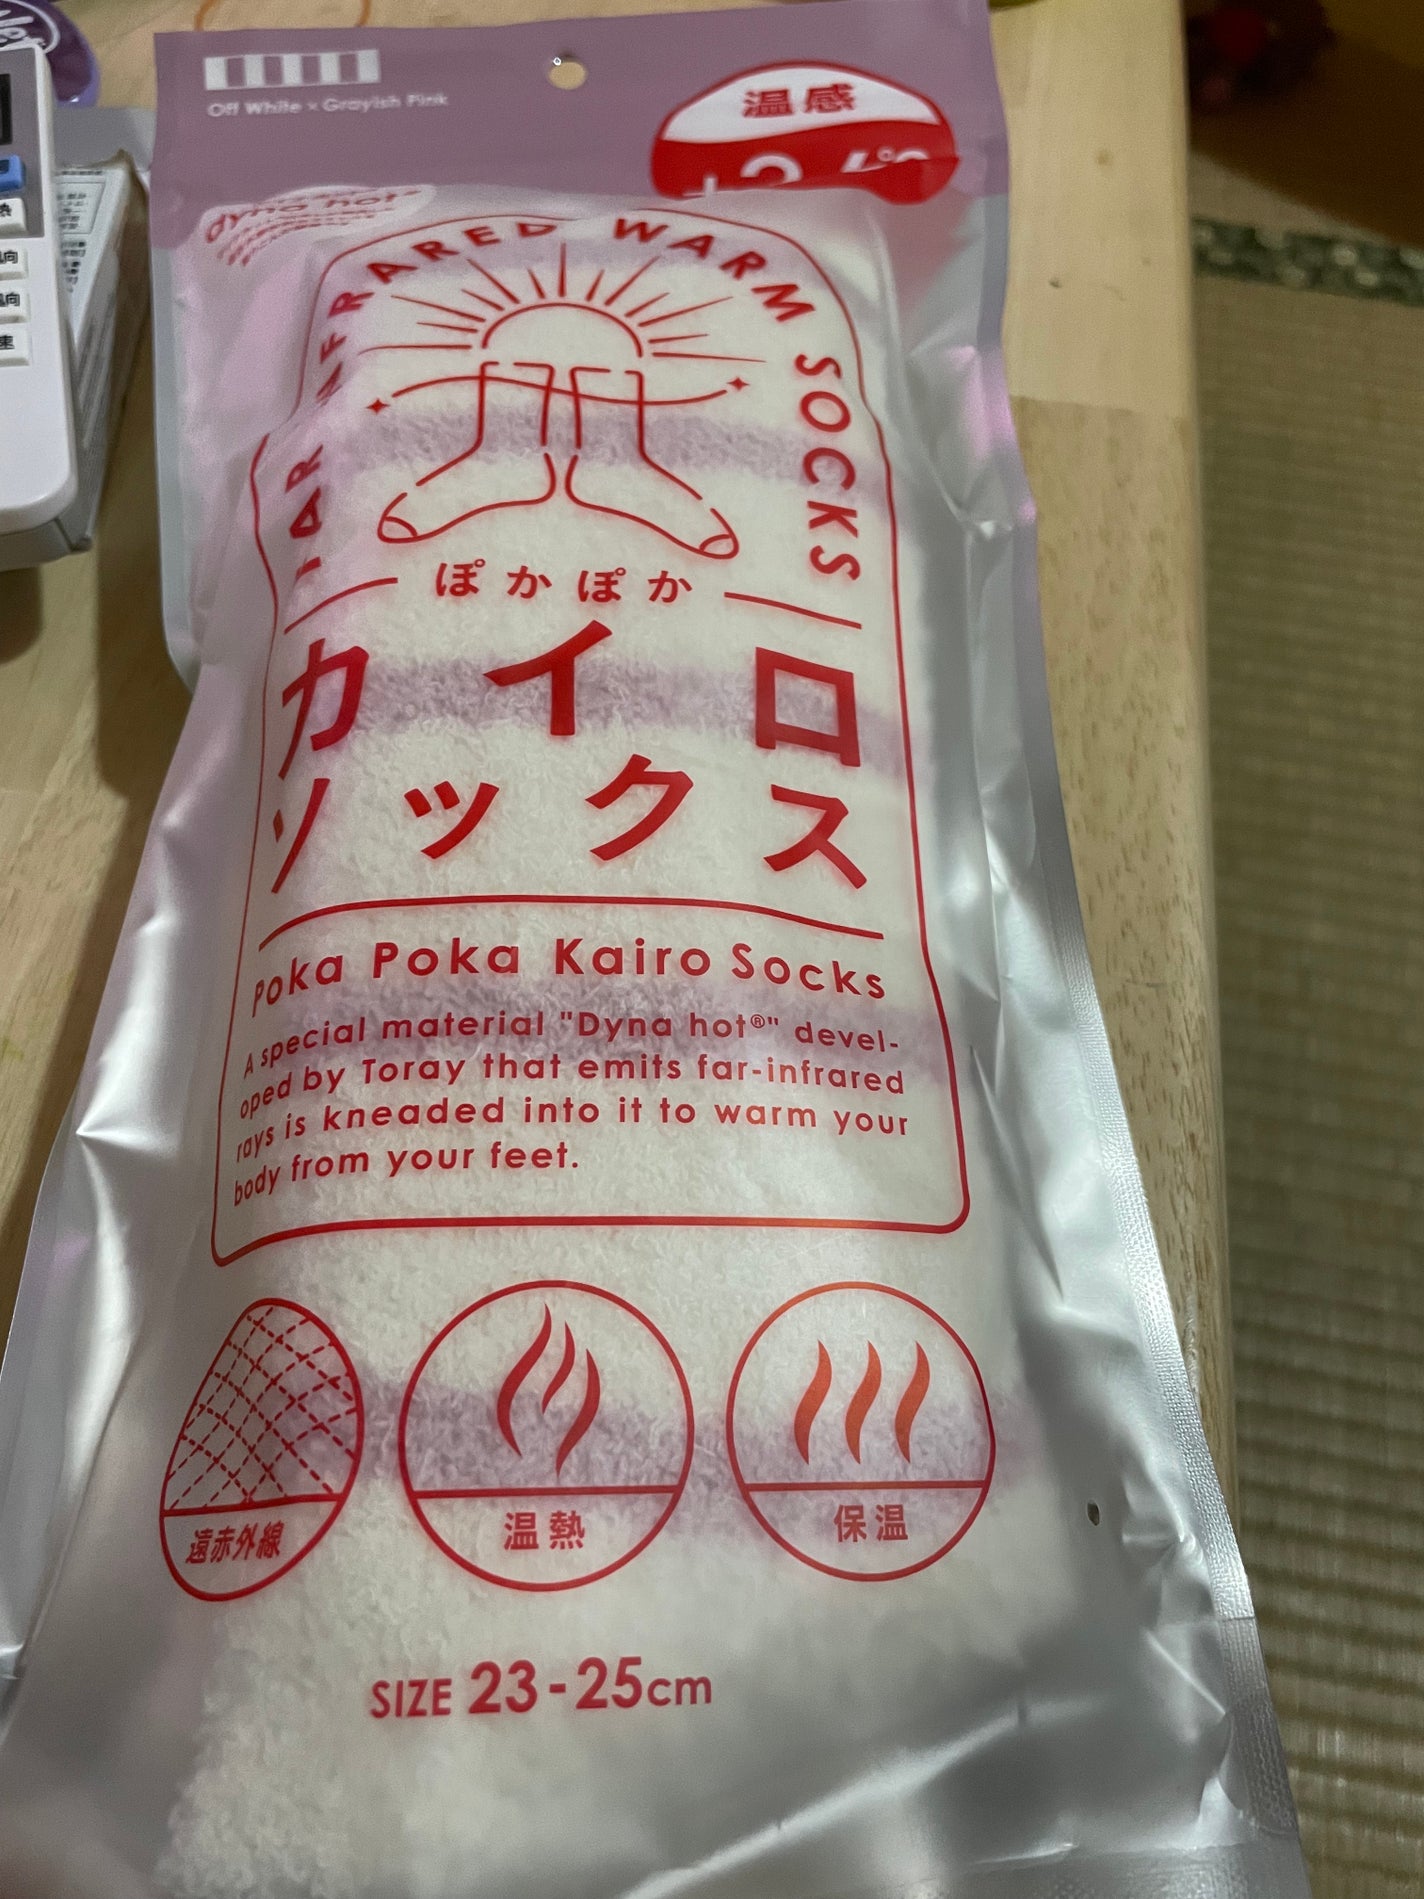 Off White × Grayish Pink
温感
dyna hot
FAR INFRARED WARM SOCKS
ぽかぽか
カイロ
ソックス
Poka Poka Kairo Socks
A special material "Dyna hot®" devel-
oped by Toray that emits far-infrared
rays is kneaded into it to warm your
body from your feet.
遠赤外線
温熱
保温
SIZE 23-25cm